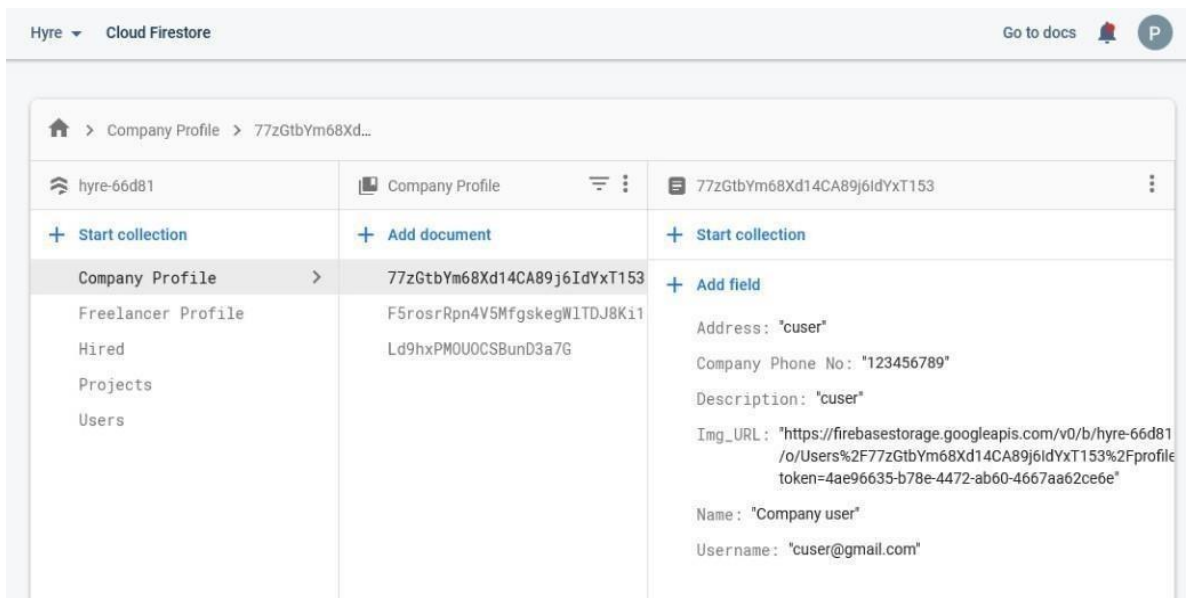 Hyre Cloud Firestore Go to docs P
Company Profile > 77zGtbYm68Xd...
hyre-66d81
Start collection
Company Profile
Freelancer Profile
Hired
Projects
Users
Company Profile
Add document
77zGtbYm68Xd14CA89j6IdYxT153
F5rosrRpn4V5MfgskegWlTDJ8Ki1
Ld9hxPMOUOCSBunD3a7G
77zGtbYm68Xd14CA89j6IdYxT153
Start collection
Add field
Address: "cuser"
Company Phone No: "123456789"
Description: "cuser"
Img_URL: "https://firebasestorage.googleapis.com/v0/b/hyre-66d81
/o/Users%2F77zGtbYm68Xd14CA89j6IdYxT153%2Fprofile
token=4ae96635-b78e-4472-ab60-4667aa62ce6e"
Name: "Company user"
Username: "cuser@gmail.com"